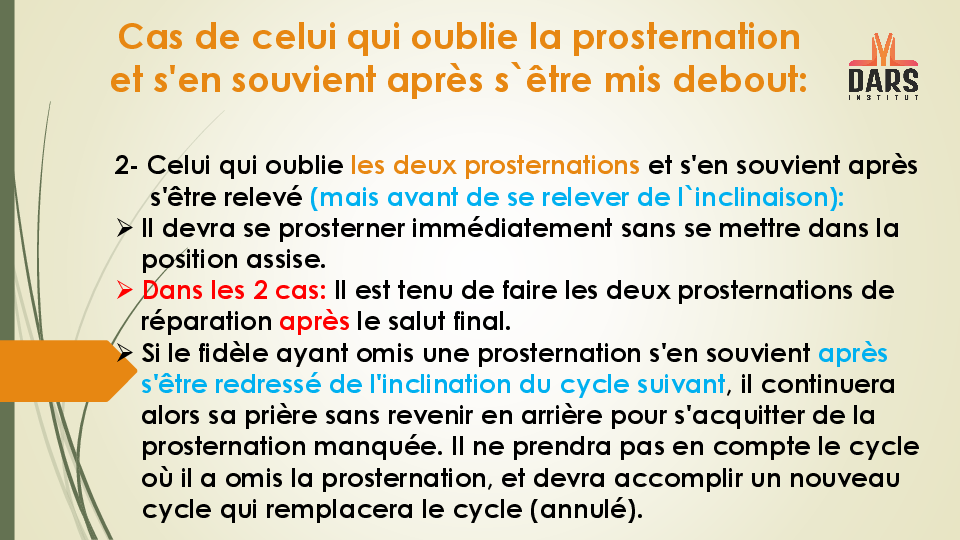 Cas de celui qui oublie la prosternation
et s'en souvient après s`être mis debout:
DARS
INSTITUT
2- Celui qui oublie les deux prosternations et s'en souvient après
s'être relevé (mais avant de se relever de l`inclinaison):
➢ Il devra se prosterner immédiatement sans se mettre dans la
position assise.
➢ Dans les 2 cas: Il est tenu de faire les deux prosternations de
réparation après le salut final.
➢ Si le fidèle ayant omis une prosternation s'en souvient après
s'être redressé de l'inclination du cycle suivant, il continuera
alors sa prière sans revenir en arrière pour s'acquitter de la
prosternation manquée. Il ne prendra pas en compte le cycle
où il a omis la prosternation, et devra accomplir un nouveau
cycle qui remplacera le cycle (annulé).